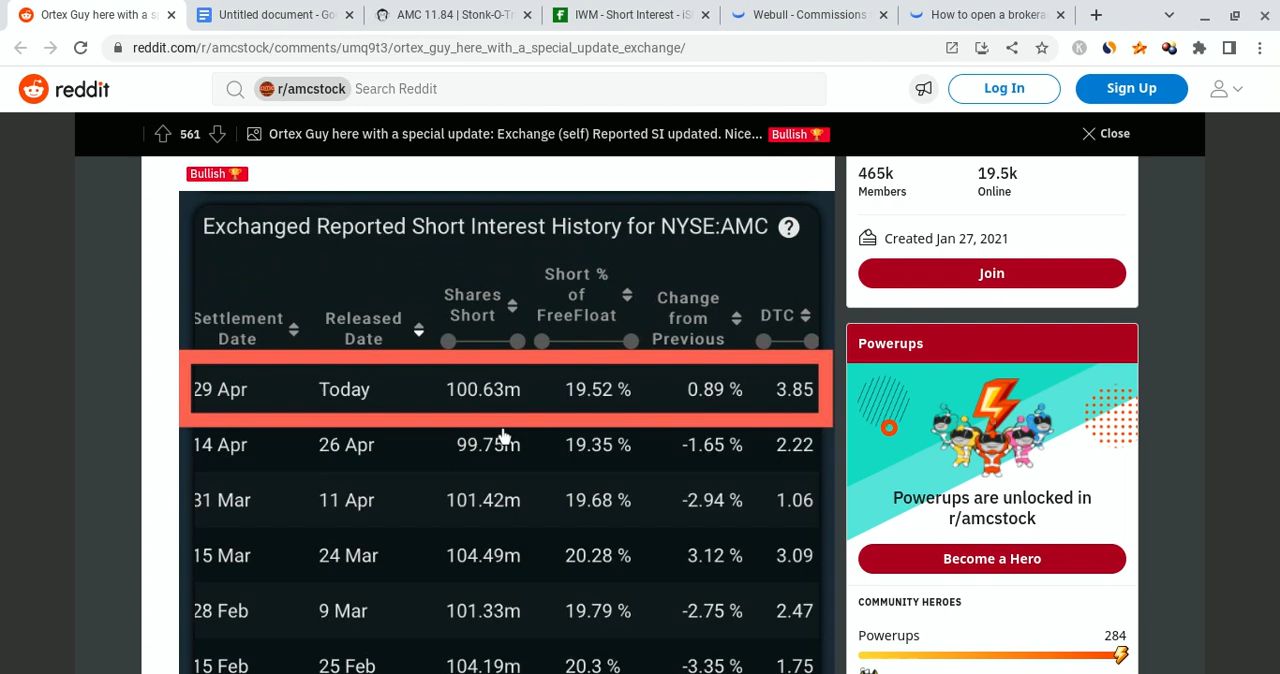 Ortex Guy here with a s
Untitled document - Go
AMC 11.84 | Stonk-O-Tr
IWM - Short Interest - iS
Webull - Commissions
How to open a brokera
reddit.com/r/amcstock/comments/umq9t3/ortex_guy_here_with_a_special_update_exchange/
reddit
r/amcstock Search Reddit
Log In
Sign Up
561
Ortex Guy here with a special update: Exchange (self) Reported SI updated. Nice...
Bullish
Close
Bullish
Exchanged Reported Short Interest History for NYSE:AMC ?
Settlement Date
Released Date
Shares Short
Short % of FreeFloat
Change from Previous
DTC
29 Apr Today 100.63m 19.52 % 0.89 % 3.85
14 Apr 26 Apr 99.75m 19.35 % -1.65 % 2.22
31 Mar 11 Apr 101.42m 19.68 % -2.94 % 1.06
15 Mar 24 Mar 104.49m 20.28 % 3.12 % 3.09
28 Feb 9 Mar 101.33m 19.79 % -2.75 % 2.47
15 Feb 25 Feb 104.19m 20.3 % -3.35 % 1.75
465k 19.5k
Members Online
Created Jan 27, 2021
Join
Powerups
Powerups are unlocked in
r/amcstock
Become a Hero
COMMUNITY HEROES
Powerups 284